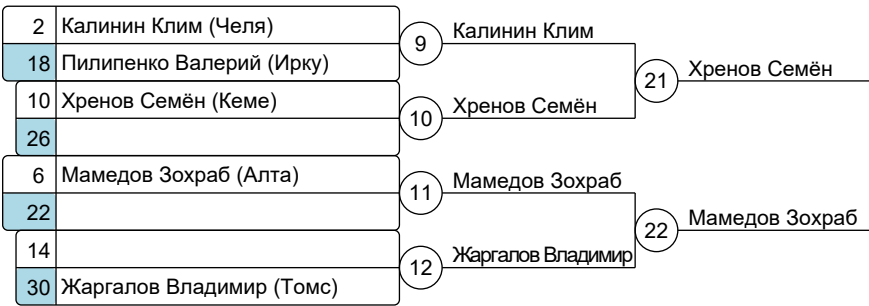 2 Калинин Клим (Челя)
18 Пилипенко Валерий (Ирку)
9 Калинин Клим
10 Хренов Семён (Кеме)
26
10 Хренов Семён
21 Хренов Семён
6 Мамедов Зохраб (Алта)
22
11 Мамедов Зохраб
14
30 Жаргалов Владимир (Томс)
12 Жаргалов Владимир
22 Мамедов Зохраб